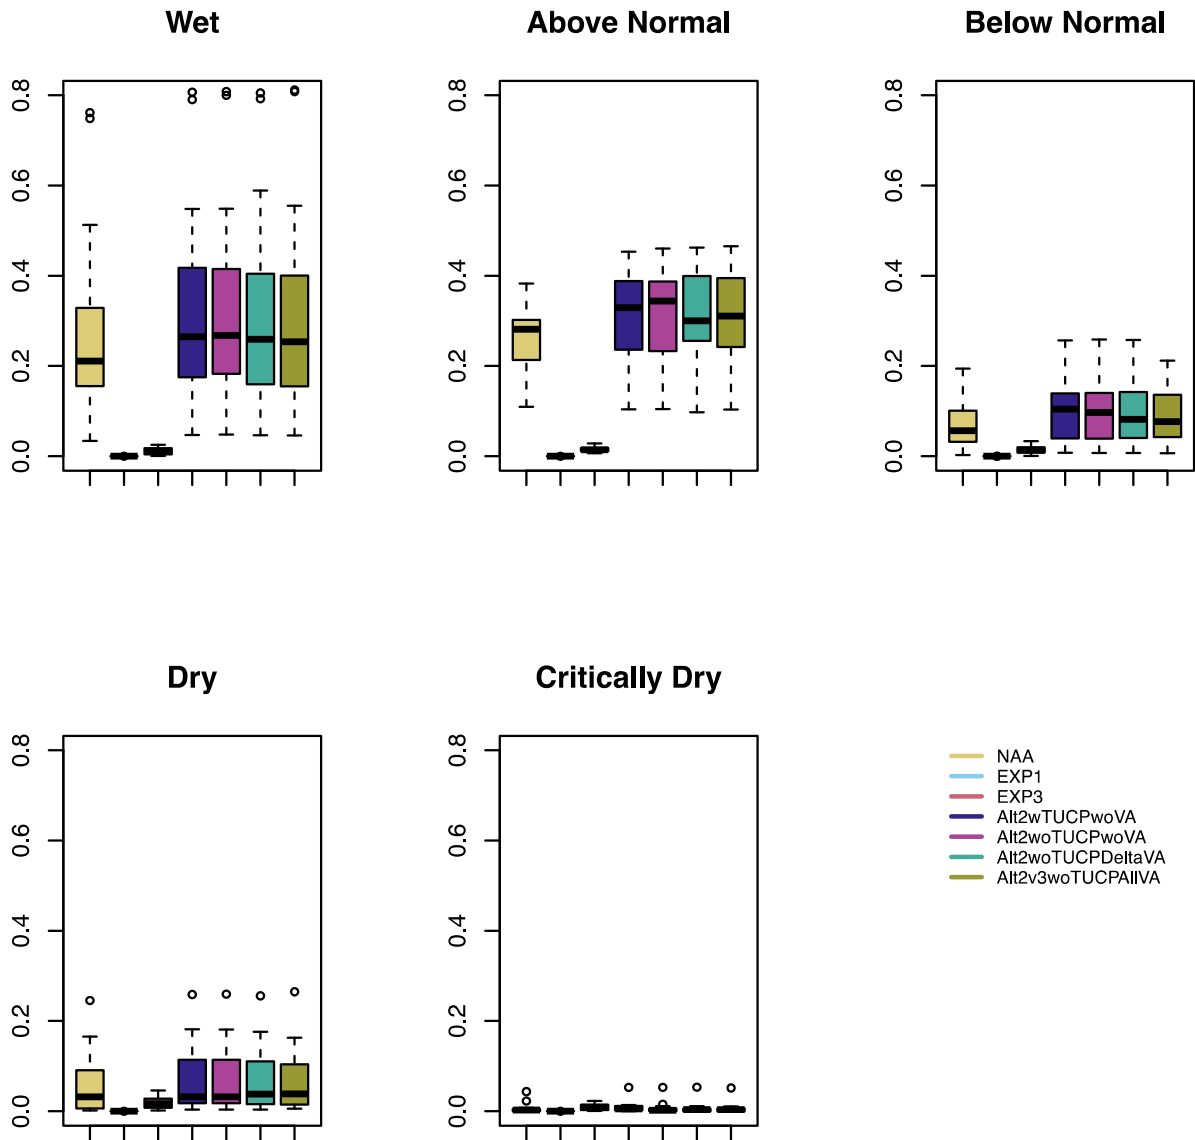 Wet
Above Normal
Below Normal
0.8
0.6
0.4
0.2
0.0
0.8
0.6
0.4
0.2
0.0
0.8
0.6
0.4
0.2
0.0
Dry
Critically Dry
0.8
0.6
0.4
0.2
0.0
0.8
0.6
0.4
0.2
0.0
NAA
EXP1
EXP3
Alt2wTUCPwoVA
Alt2woTUCPwoVA
Alt2woTUCPDeltaVA
Alt2v3woTUCPAllVA